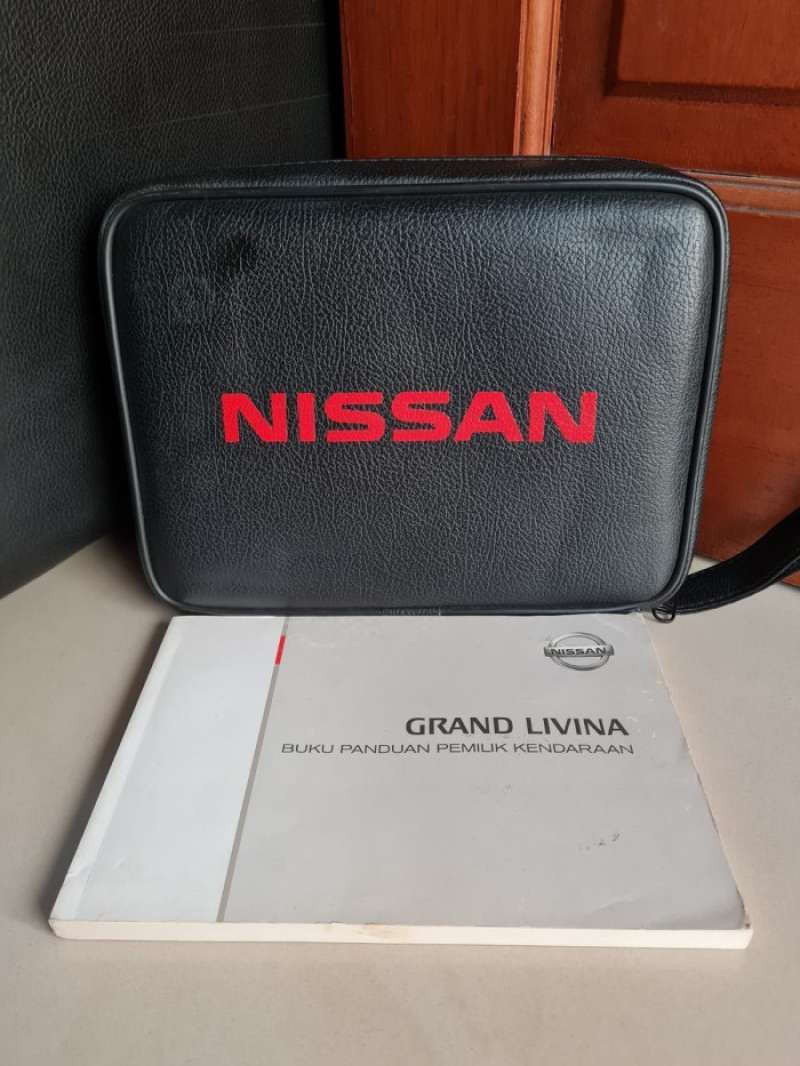 NISSAN
NISSAN
GRAND LIVINA
BUKU PANDUAN PEMILIK KENDARAAN